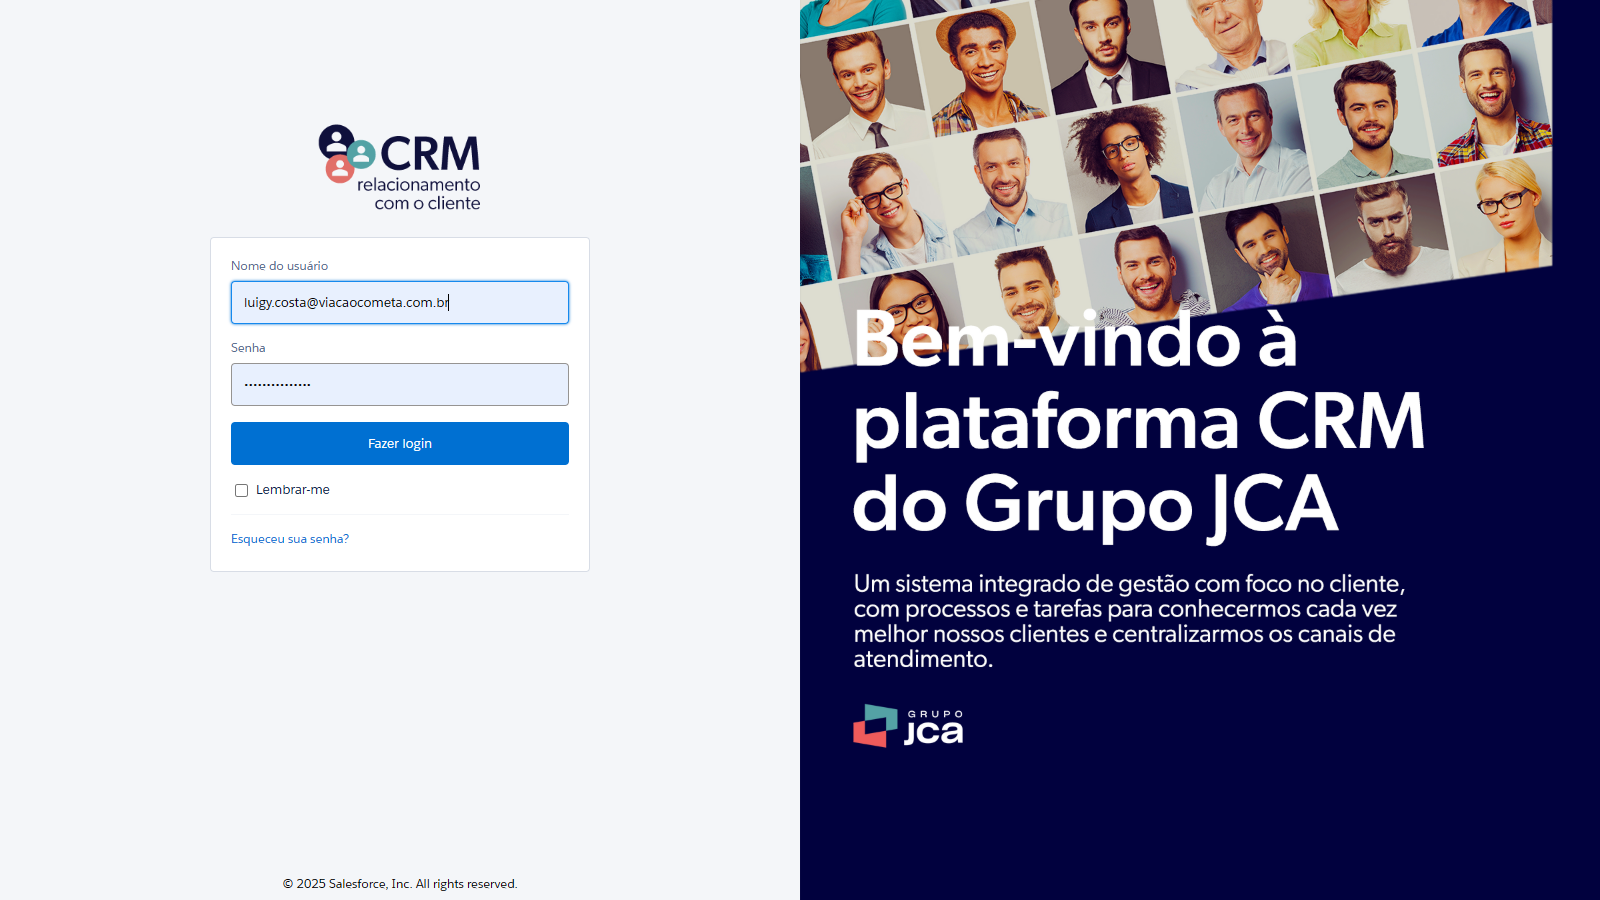 CRM
relacionamento
com o cliente
Nome do usuário
luigy.costa@viacaocometa.com.br
Senha
•••••••••••••••
Fazer login
Lembrar-me
Esqueceu sua senha?
© 2025 Salesforce, Inc. All rights reserved.
Bem-vindo à
plataforma CRM
do Grupo JCA
Um sistema integrado de gestão com foco no cliente,
com processos e tarefas para conhecermos cada vez
melhor nossos clientes e centralizarmos os canais de
atendimento.
GRUPO
jca